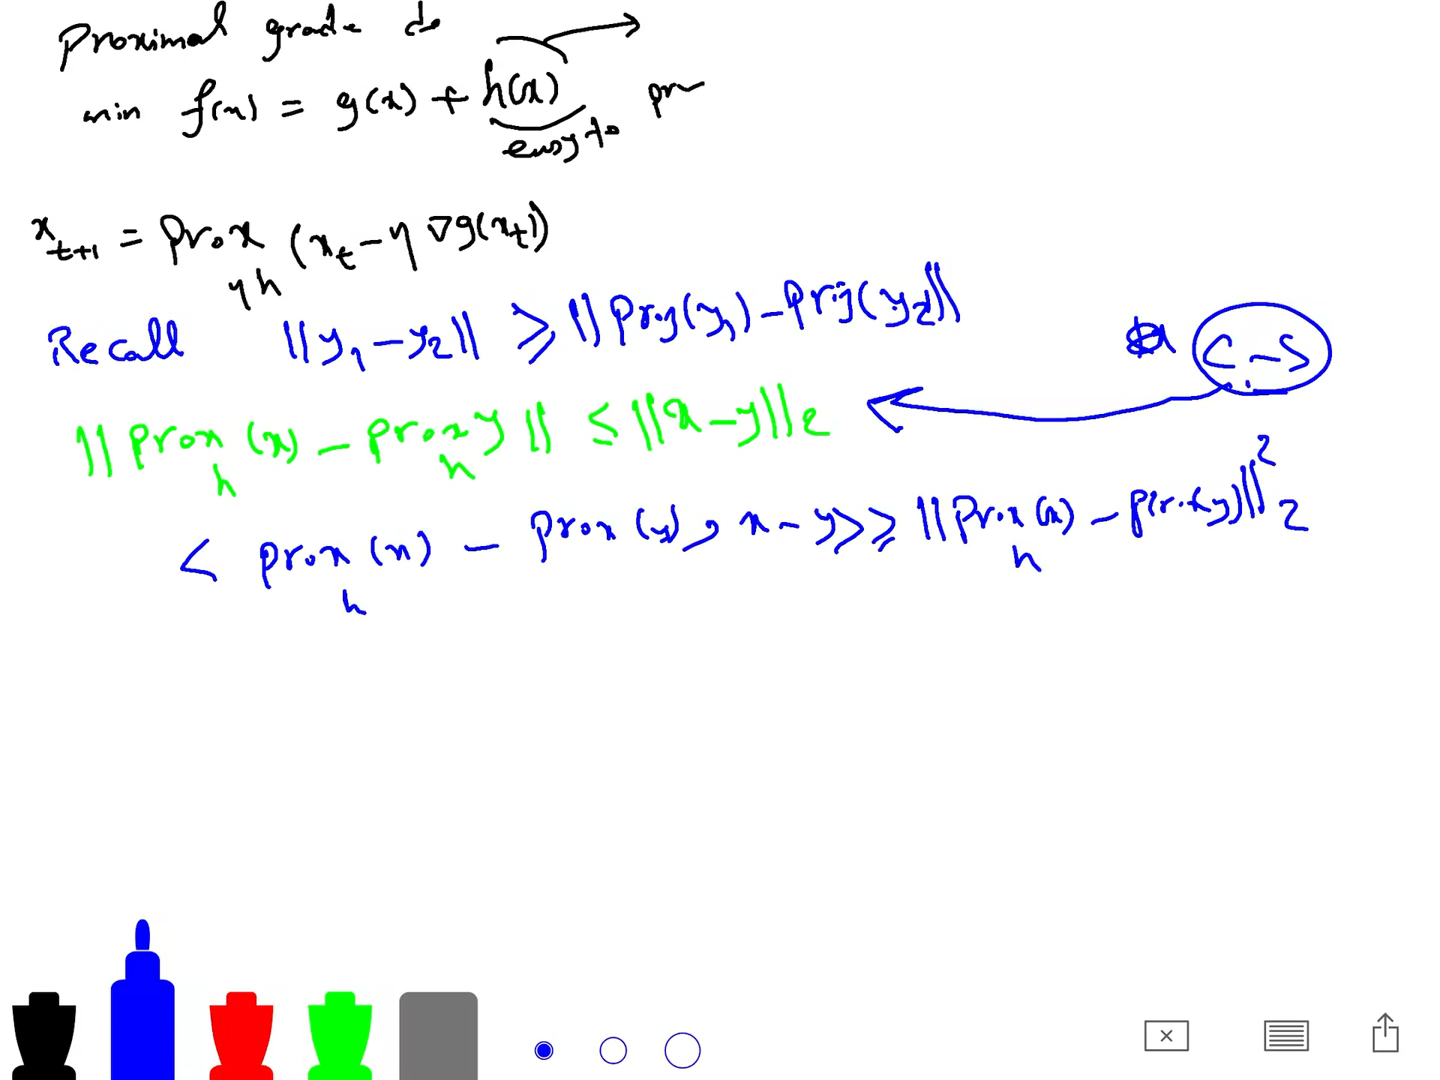 Proximal grade de
min f(x) = g(x) + h(x)
easy to pr
x_{t+1} = Prox_{ηh} (x_t - η ∇g(x_t))
Recall ||y_1 - y_2|| ≥ ||Proj(y_1) - Proj(y_2)||
C-S
||Prox_h (x) - Prox_h y|| ≤ ||x - y||_2
< prox_h (x) - prox (y), x - y> ≥ ||Prox_h (x) - prox(y)||_2^2